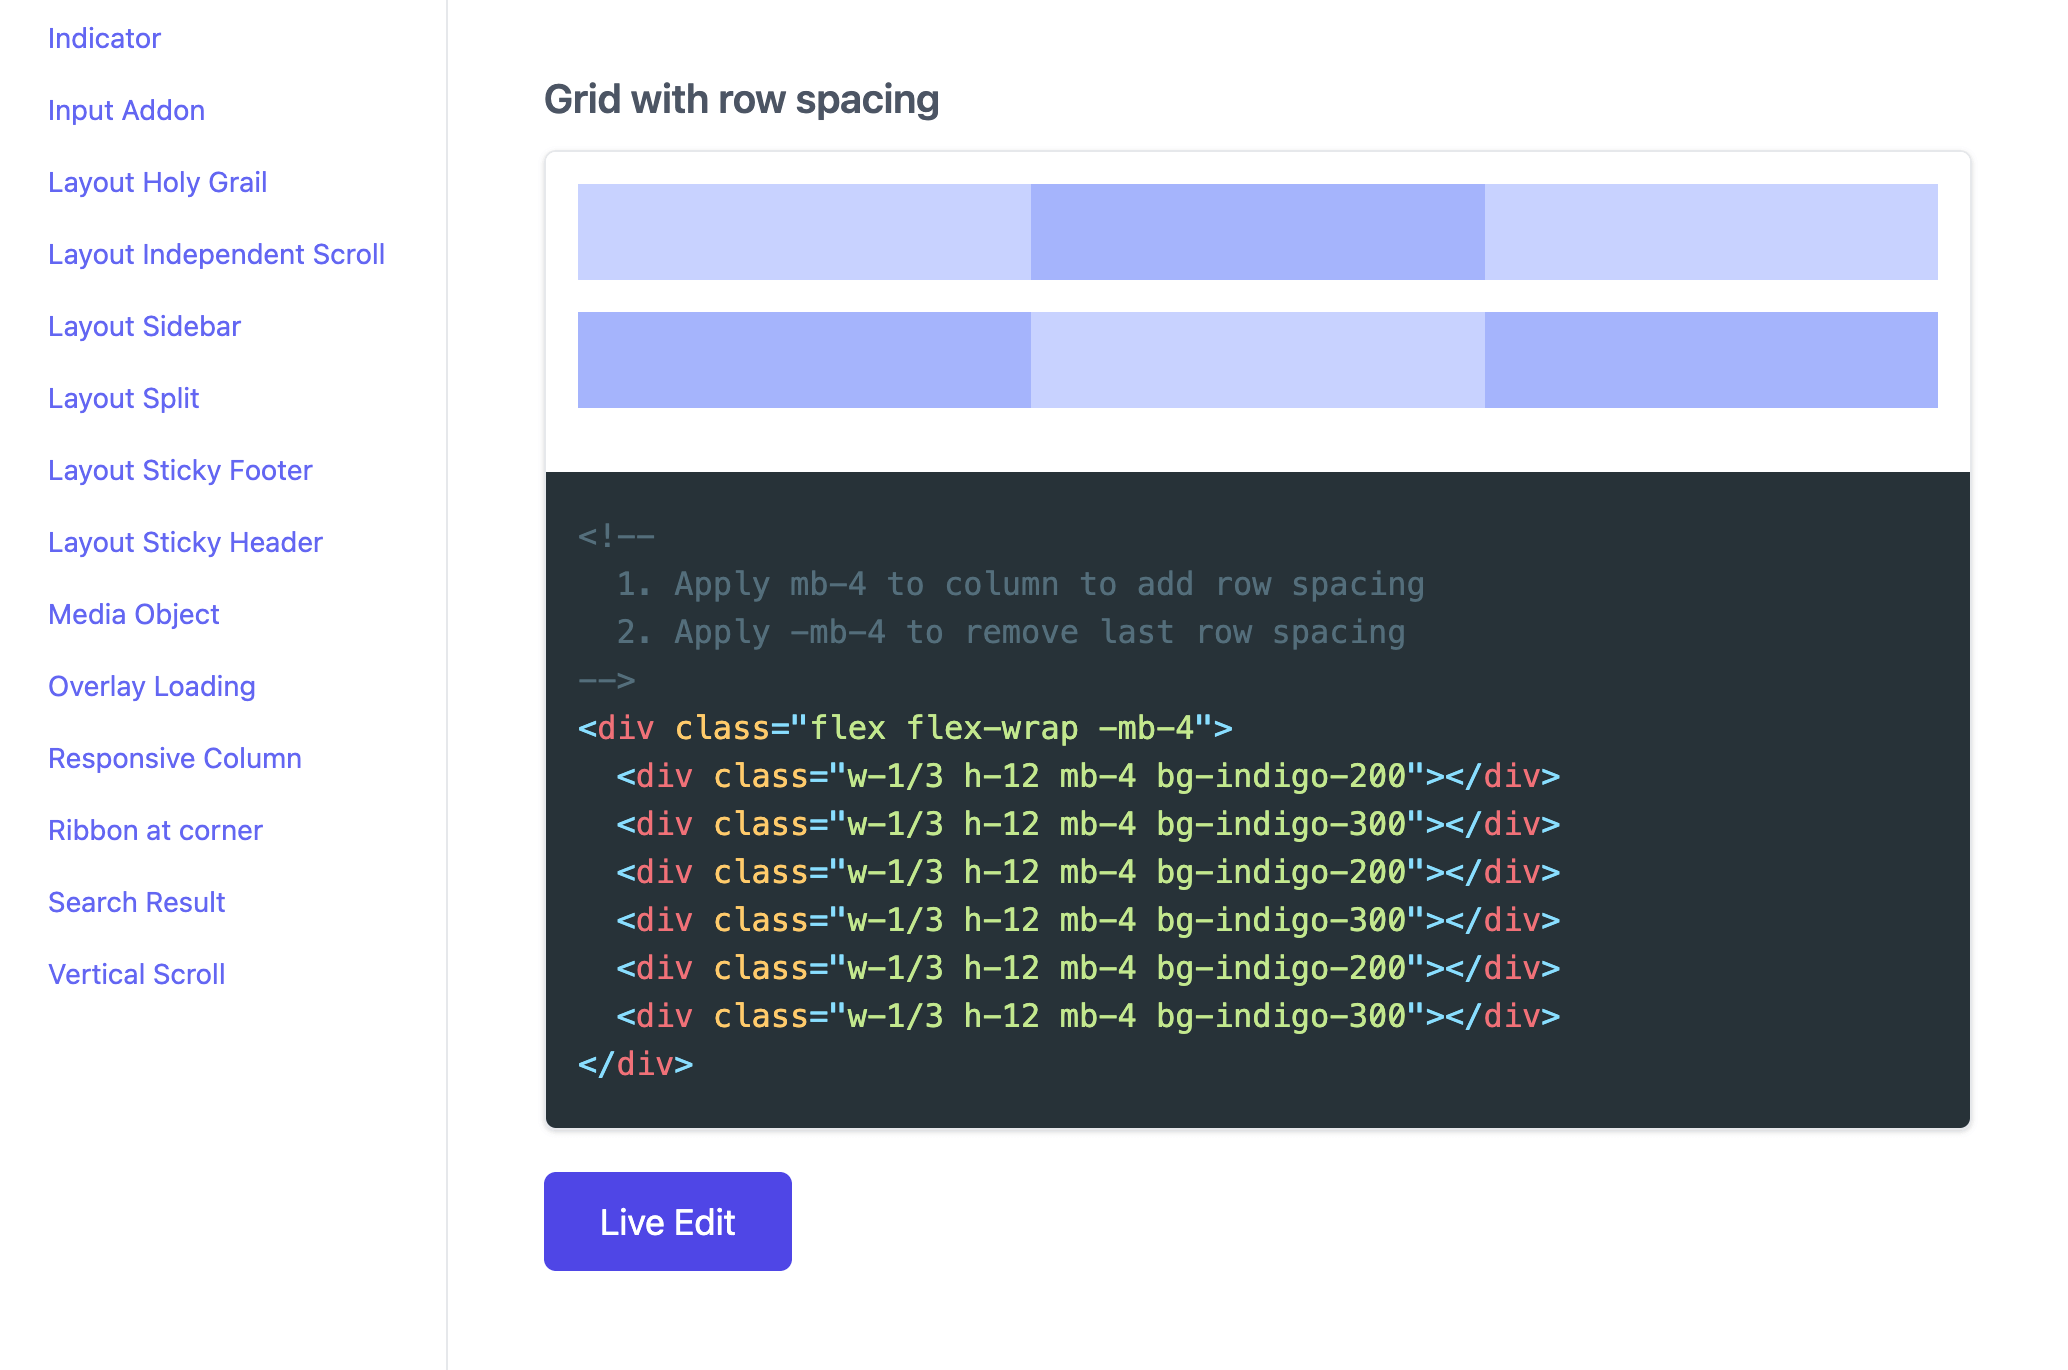 Indicator
Input Addon
Layout Holy Grail
Layout Independent Scroll
Layout Sidebar
Layout Split
Layout Sticky Footer
Layout Sticky Header
Media Object
Overlay Loading
Responsive Column
Ribbon at corner
Search Result
Vertical Scroll
Grid with row spacing
<!--
  1. Apply mb-4 to column to add row spacing
  2. Apply -mb-4 to remove last row spacing
-->
<div class="flex flex-wrap -mb-4">
  <div class="w-1/3 h-12 mb-4 bg-indigo-200"></div>
  <div class="w-1/3 h-12 mb-4 bg-indigo-300"></div>
  <div class="w-1/3 h-12 mb-4 bg-indigo-200"></div>
  <div class="w-1/3 h-12 mb-4 bg-indigo-300"></div>
  <div class="w-1/3 h-12 mb-4 bg-indigo-200"></div>
  <div class="w-1/3 h-12 mb-4 bg-indigo-300"></div>
</div>
Live Edit